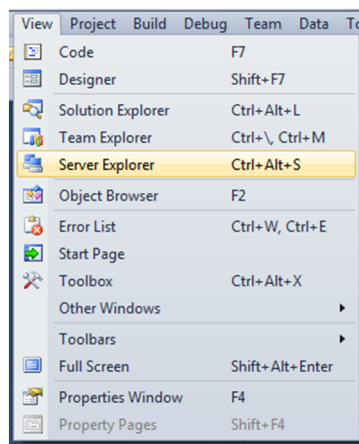 View Project Build Debug Team Data
Code F7
Designer Shift+F7
Solution Explorer Ctrl+Alt+L
Team Explorer Ctrl+\, Ctrl+M
Server Explorer Ctrl+Alt+S
Object Browser F2
Error List Ctrl+W, Ctrl+E
Start Page
Toolbox Ctrl+Alt+X
Other Windows
Toolbars
Full Screen Shift+Alt+Enter
Properties Window F4
Property Pages Shift+F4